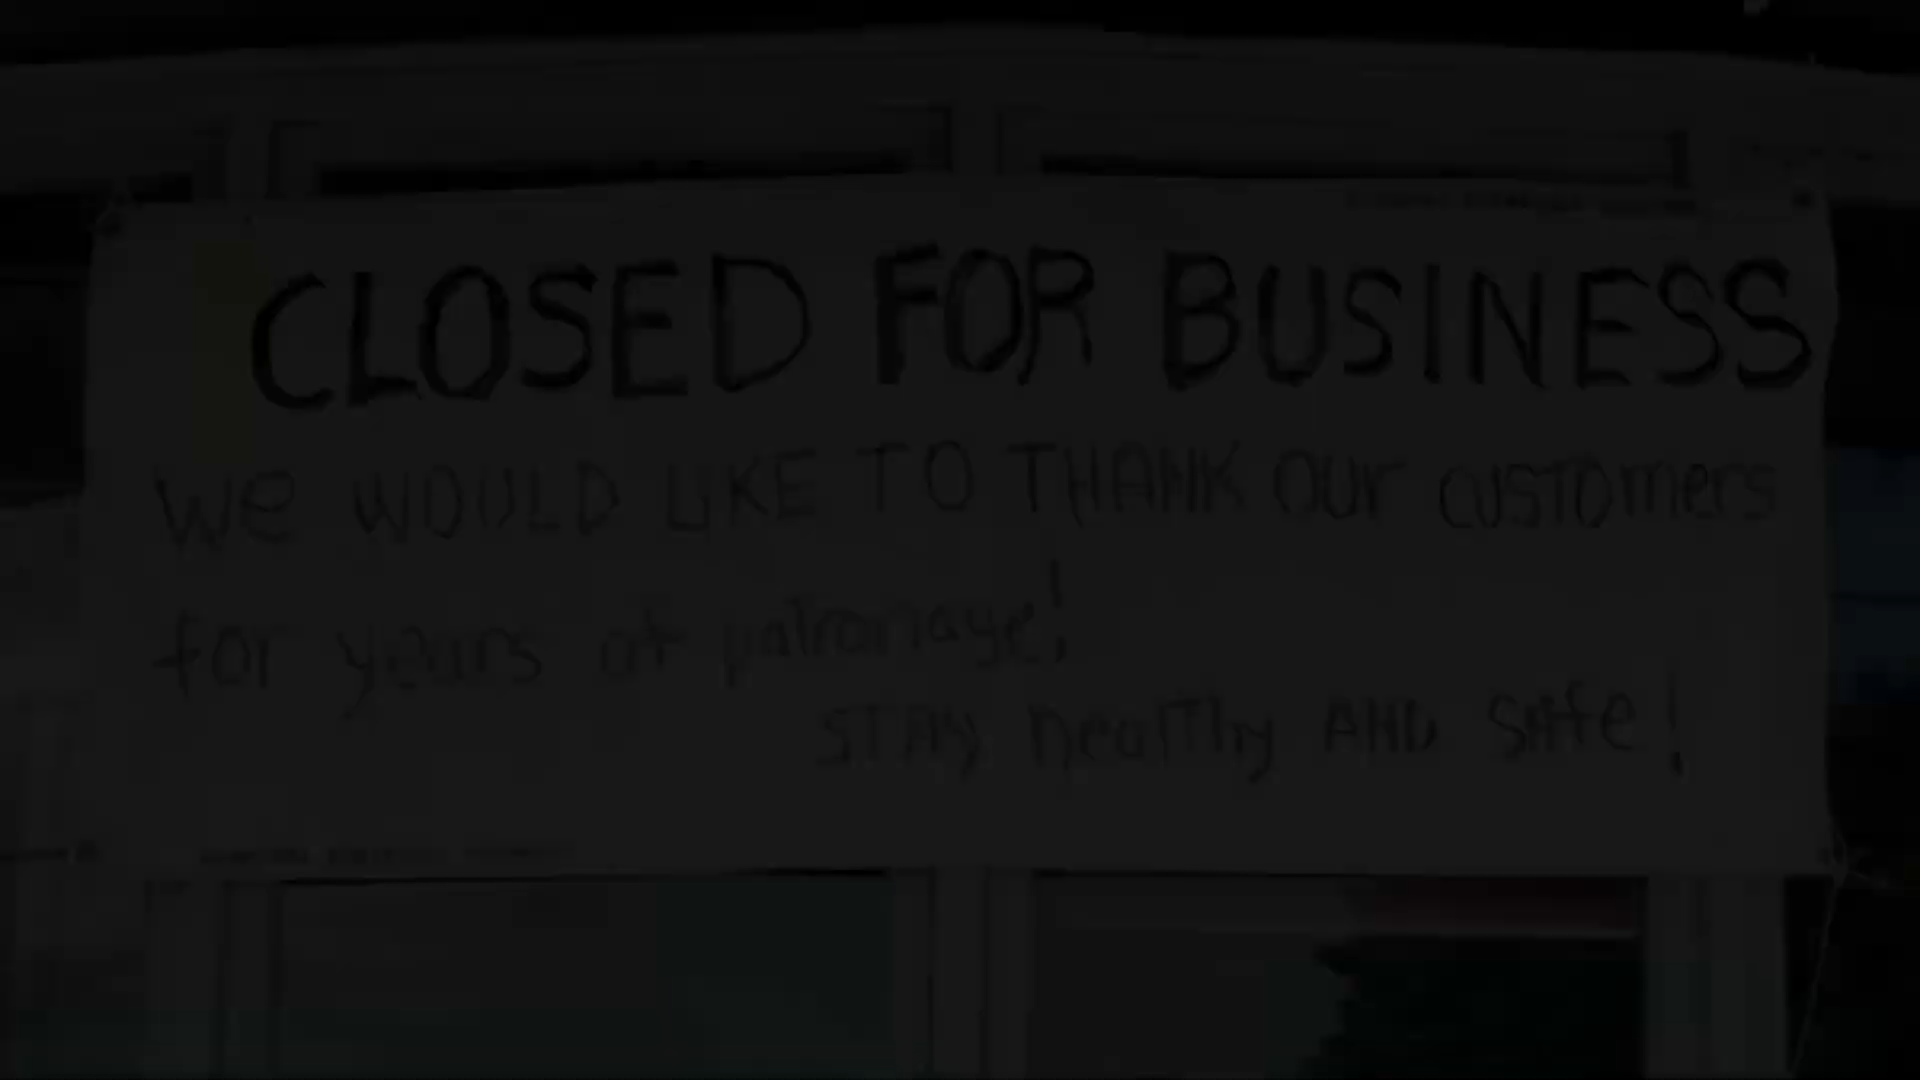 CLOSED FOR BUSINESS
We WOULD LIKE TO THANK OUr CUSTOmers
for years of patronage!
STAY healThy AND SAfe!